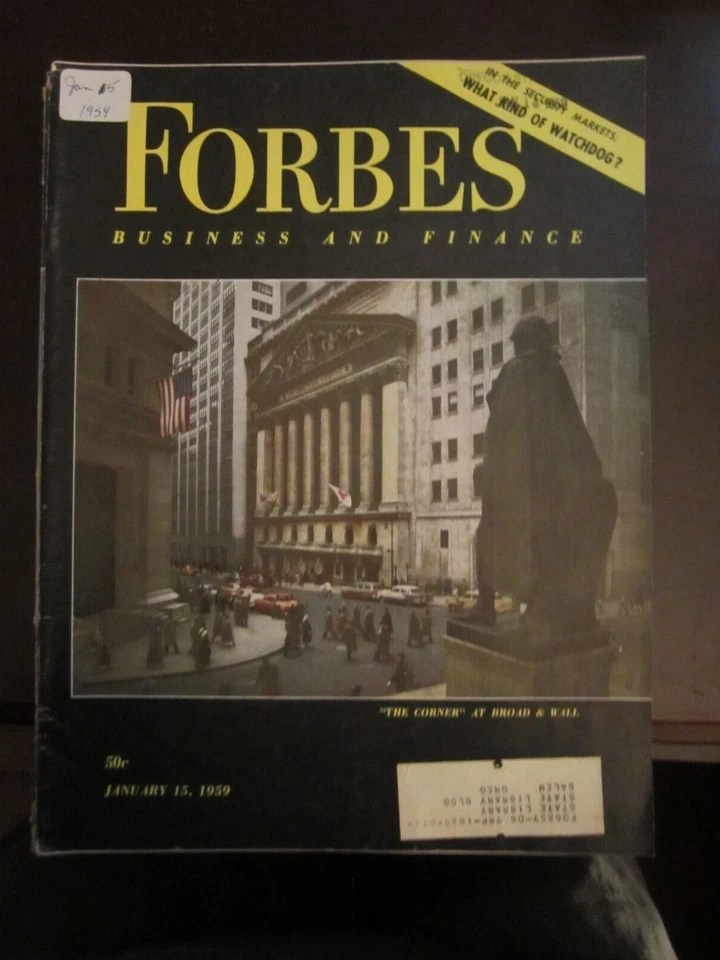 Jan 15
1959
IN THE SECURITY MARKETS:
WHAT KIND OF WATCHDOG?
FORBES
BUSINESS AND FINANCE
"THE CORNER" AT BROAD & WALL
50c
JANUARY 15, 1959
STATE LIBRARY
STATE LIBRARY BLDG
SALEM OREG